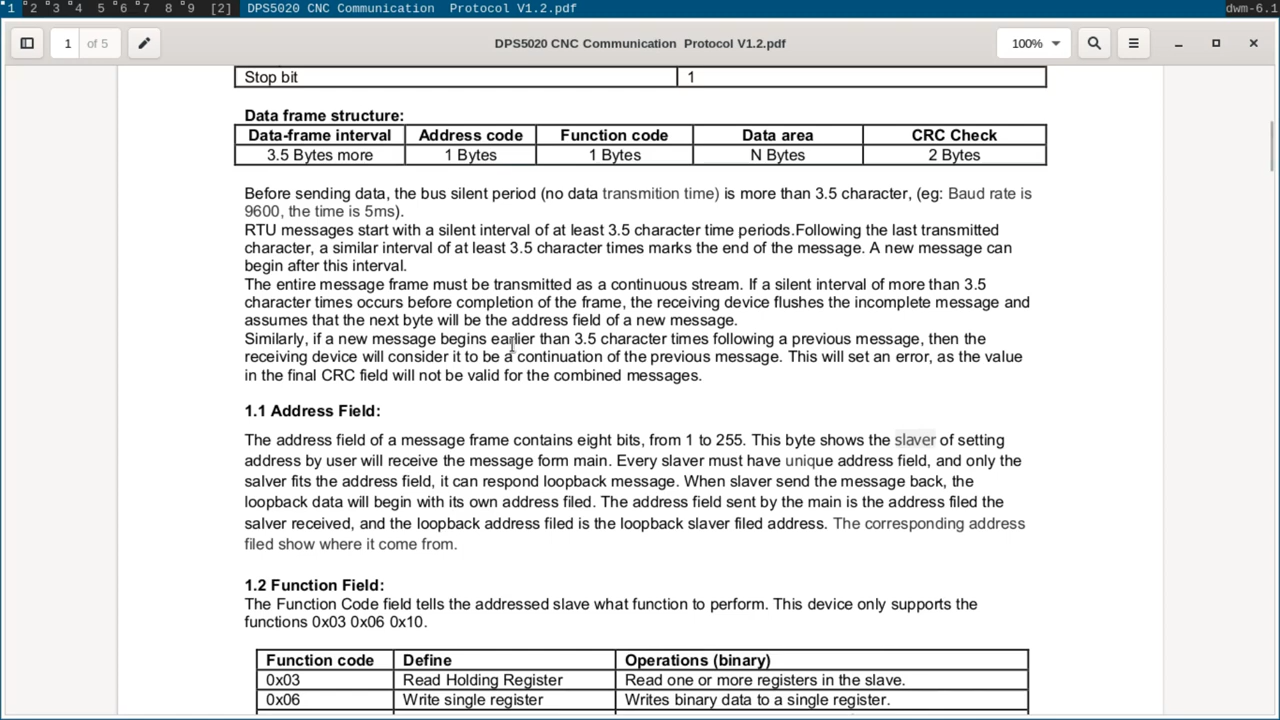 1 2 3 4 5 6 7 8 9 [2] DPS5020 CNC Communication  Protocol V1.2.pdf dwm-6.1
1 of 5 DPS5020 CNC Communication  Protocol V1.2.pdf 100%
Stop bit 1
Data frame structure:
Data-frame interval Address code Function code Data area CRC Check
3.5 Bytes more 1 Bytes 1 Bytes N Bytes 2 Bytes
Before sending data, the bus silent period (no data transmition time) is more than 3.5 character, (eg: Baud rate is
9600, the time is 5ms).
RTU messages start with a silent interval of at least 3.5 character time periods.Following the last transmitted
character, a similar interval of at least 3.5 character times marks the end of the message. A new message can
begin after this interval.
The entire message frame must be transmitted as a continuous stream. If a silent interval of more than 3.5
character times occurs before completion of the frame, the receiving device flushes the incomplete message and
assumes that the next byte will be the address field of a new message.
Similarly, if a new message begins earlier than 3.5 character times following a previous message, then the
receiving device will consider it to be a continuation of the previous message. This will set an error, as the value
in the final CRC field will not be valid for the combined messages.
1.1 Address Field:
The address field of a message frame contains eight bits, from 1 to 255. This byte shows the slaver of setting
address by user will receive the message form main. Every slaver must have unique address field, and only the
salver fits the address field, it can respond loopback message. When slaver send the message back, the
loopback data will begin with its own address filed. The address field sent by the main is the address filed the
salver received, and the loopback address filed is the loopback slaver filed address. The corresponding address
filed show where it come from.
1.2 Function Field:
The Function Code field tells the addressed slave what function to perform. This device only supports the
functions 0x03 0x06 0x10.
Function code Define Operations (binary)
0x03 Read Holding Register Read one or more registers in the slave.
0x06 Write single register Writes binary data to a single register.